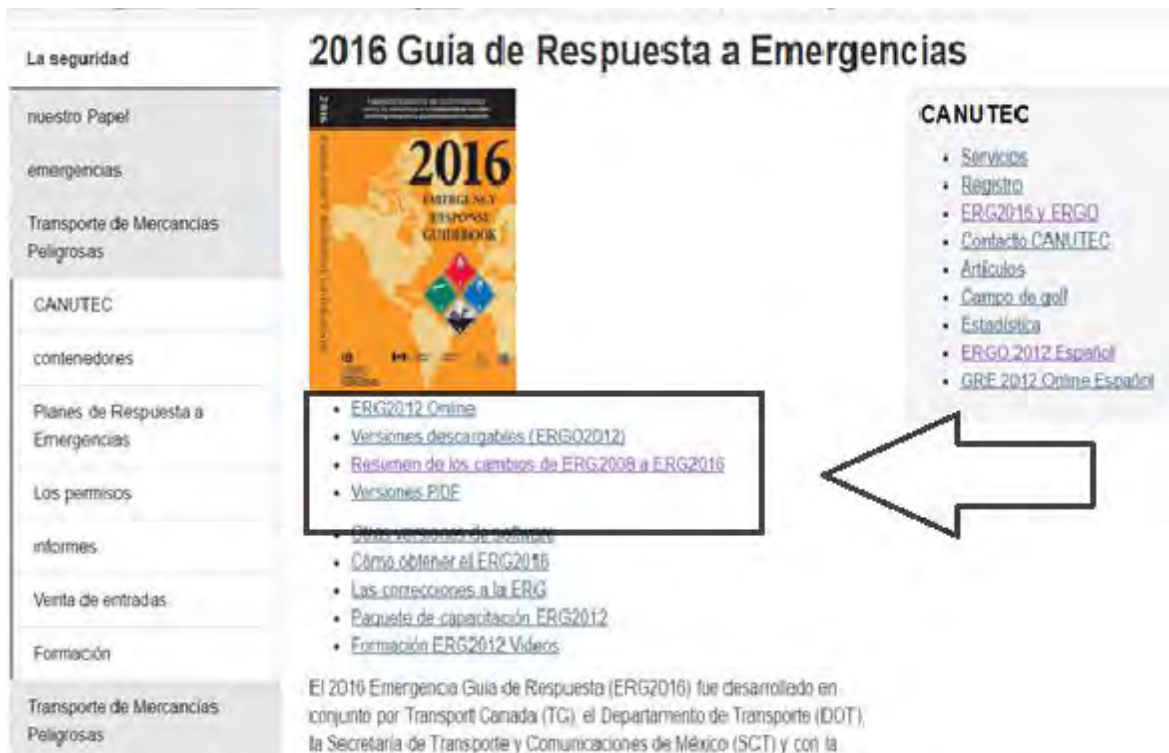 La seguridad
nuestro Papel
emergencias
Transporte de Mercancias
Peligrosas
CANUTEC
contenedores
Planes de Respuesta a
Emergencias
Los permisos
informes
Venta de entradas
Formación
Transporte de Mercancias
Peligrosas
2016 Guía de Respuesta a Emergencias
2016
2016
EMERGENCY
RESPONSE
GUIDEBOOK
ERG2012 Online
Versiones descargables (ERGO2012)
Resumen de los cambios de ERG2008 a ERG2016
Versiones PDF
Otras versiones de software
Cómo obtener el ERG2016
Las correcciones a la ERG
Paquete de capacitación ERG2012
Formación ERG2012 Videos
El 2016 Emergencia Guía de Respuesta (ERG2016) fue desarrollado en
conjunto por Transport Canada (TC), el Departamento de Transporte (DOT),
la Secretaría de Transporte y Comunicaciones de México (SCT) y con la
CANUTEC
Servicios
Registro
ERG2016 y ERGO
Contacto CANUTEC
Artículos
Campo de golf
Estadística
ERGO 2012 Español
GRE 2012 Online Español